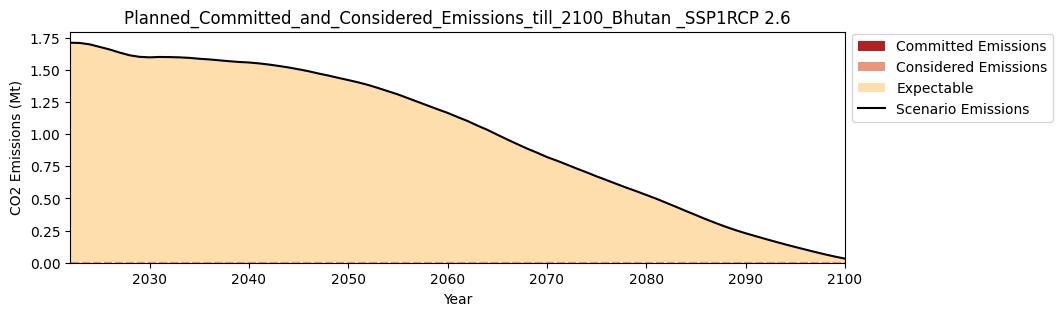 Planned_Committed_and_Considered_Emissions_till_2100_Bhutan _SSP1RCP 2.6
1.75
1.50
1.25
1.00
0.75
0.50
0.25
0.00
CO2 Emissions (Mt)
2030
2040
2050
2060
2070
2080
2090
2100
Year
Committed Emissions
Considered Emissions
Expectable
Scenario Emissions